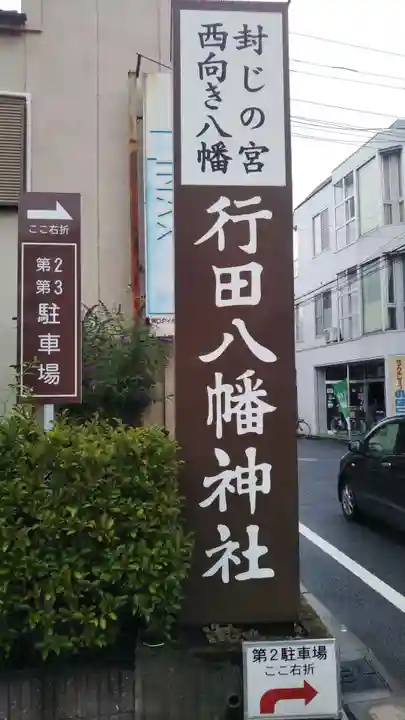 封じの宮
西向き八幡
行田八幡神社
ここ右折
第2
第3
駐車場
第2駐車場
ここ右折